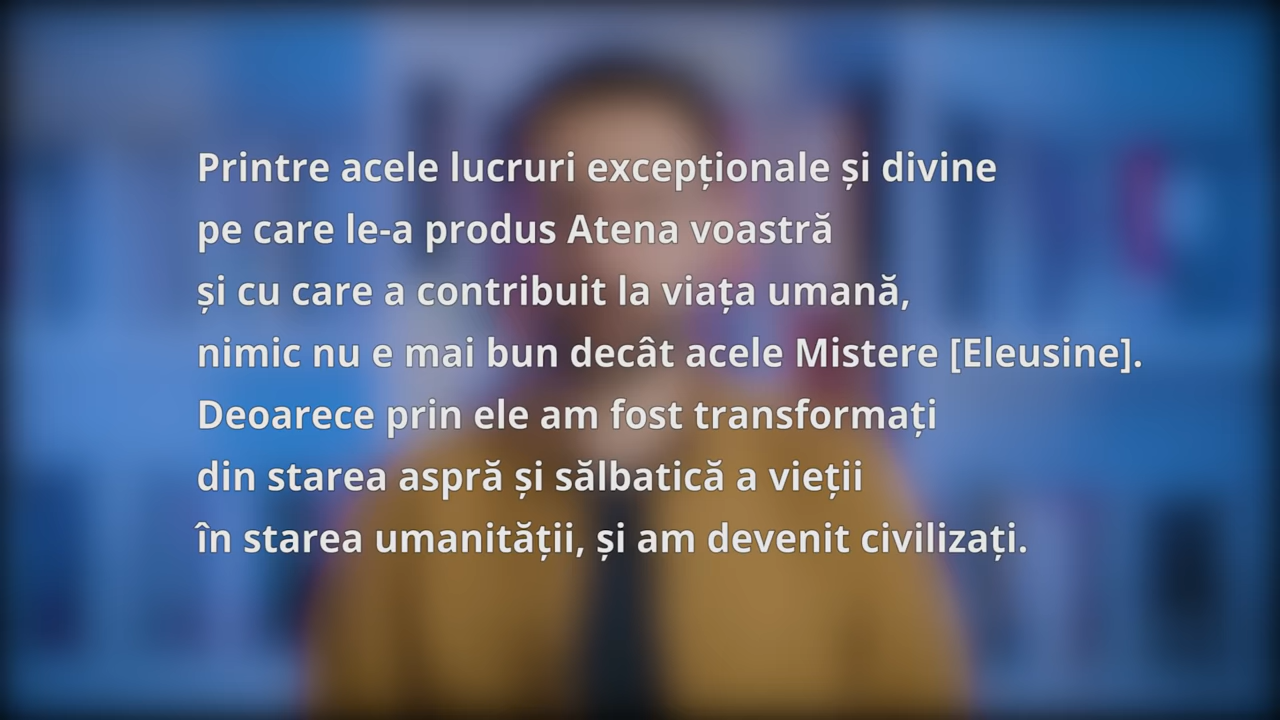 Printre acele lucruri excepționale și divine
pe care le-a produs Atena voastră
și cu care a contribuit la viața umană,
nimic nu e mai bun decât acele Mistere [Eleusine].
Deoarece prin ele am fost transformați
din starea aspră și sălbatică a vieții
în starea umanității, și am devenit civilizați.